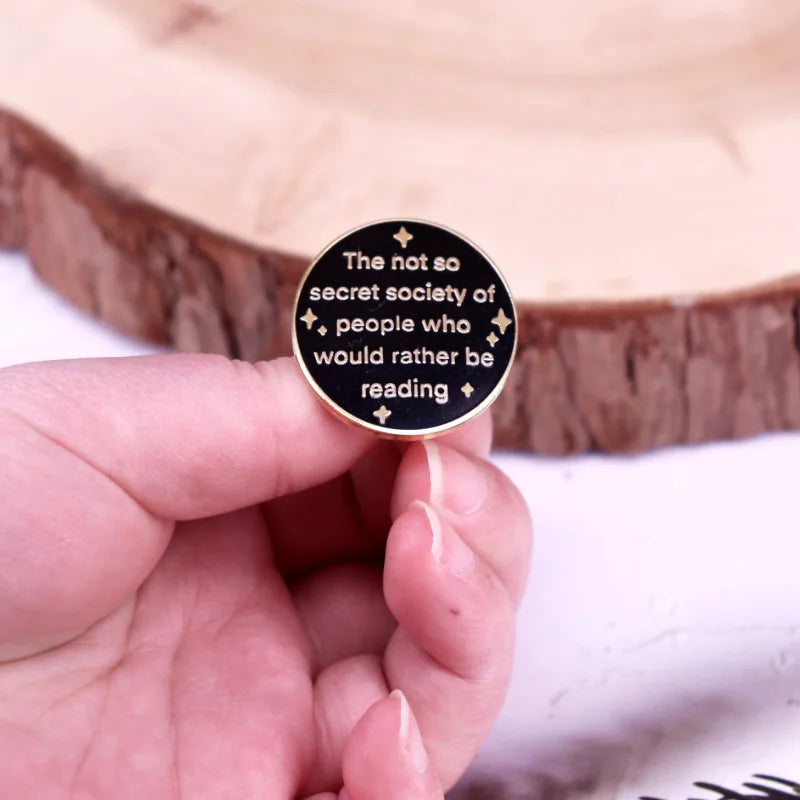 The not so
secret society of
people who
would rather be
reading